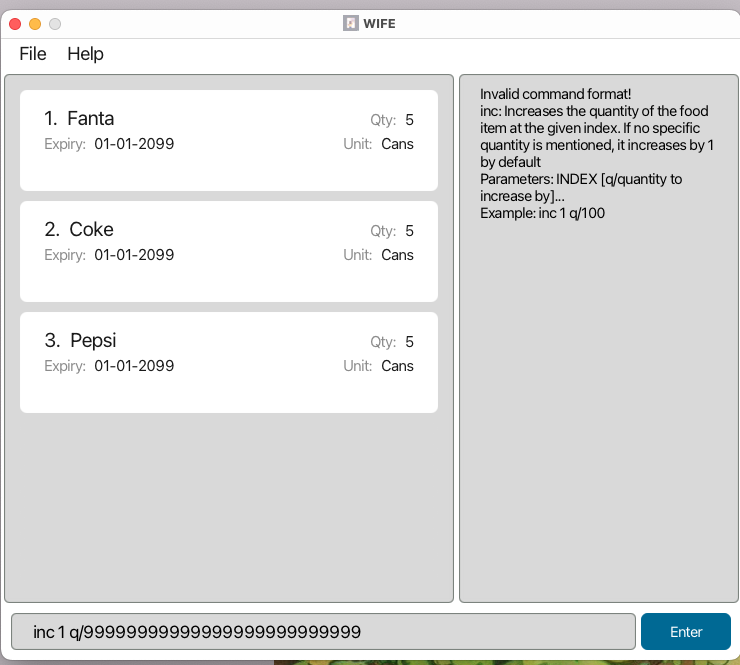 WIFE
File Help
1. Fanta Qty: 5
Expiry: 01-01-2099 Unit: Cans
2. Coke Qty: 5
Expiry: 01-01-2099 Unit: Cans
3. Pepsi Qty: 5
Expiry: 01-01-2099 Unit: Cans
Invalid command format!
inc: Increases the quantity of the food
item at the given index. If no specific
quantity is mentioned, it increases by 1
by default
Parameters: INDEX [q/quantity to
increase by]...
Example: inc 1 q/100
inc 1 q/99999999999999999999999999
Enter